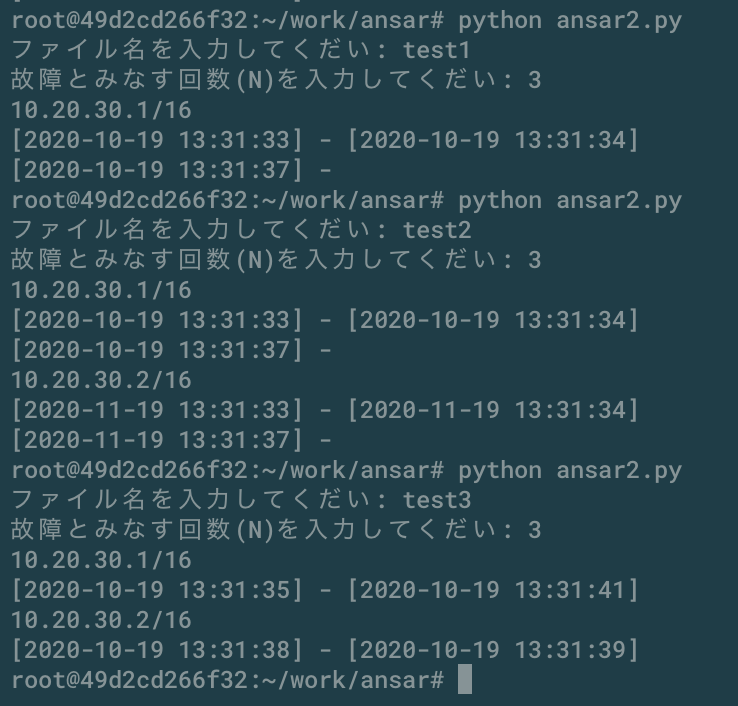 root@49d2cd266f32:~/work/ansar# python ansar2.py
ファイル名を入力してくだい: test1
故障とみなす回数(N)を入力してくだい: 3
10.20.30.1/16
[2020-10-19 13:31:33] - [2020-10-19 13:31:34]
[2020-10-19 13:31:37] -
root@49d2cd266f32:~/work/ansar# python ansar2.py
ファイル名を入力してくだい: test2
故障とみなす回数(N)を入力してくだい: 3
10.20.30.1/16
[2020-10-19 13:31:33] - [2020-10-19 13:31:34]
[2020-10-19 13:31:37] -
10.20.30.2/16
[2020-11-19 13:31:33] - [2020-11-19 13:31:34]
[2020-11-19 13:31:37] -
root@49d2cd266f32:~/work/ansar# python ansar2.py
ファイル名を入力してくだい: test3
故障とみなす回数(N)を入力してくだい: 3
10.20.30.1/16
[2020-10-19 13:31:35] - [2020-10-19 13:31:41]
10.20.30.2/16
[2020-10-19 13:31:38] - [2020-10-19 13:31:39]
root@49d2cd266f32:~/work/ansar#